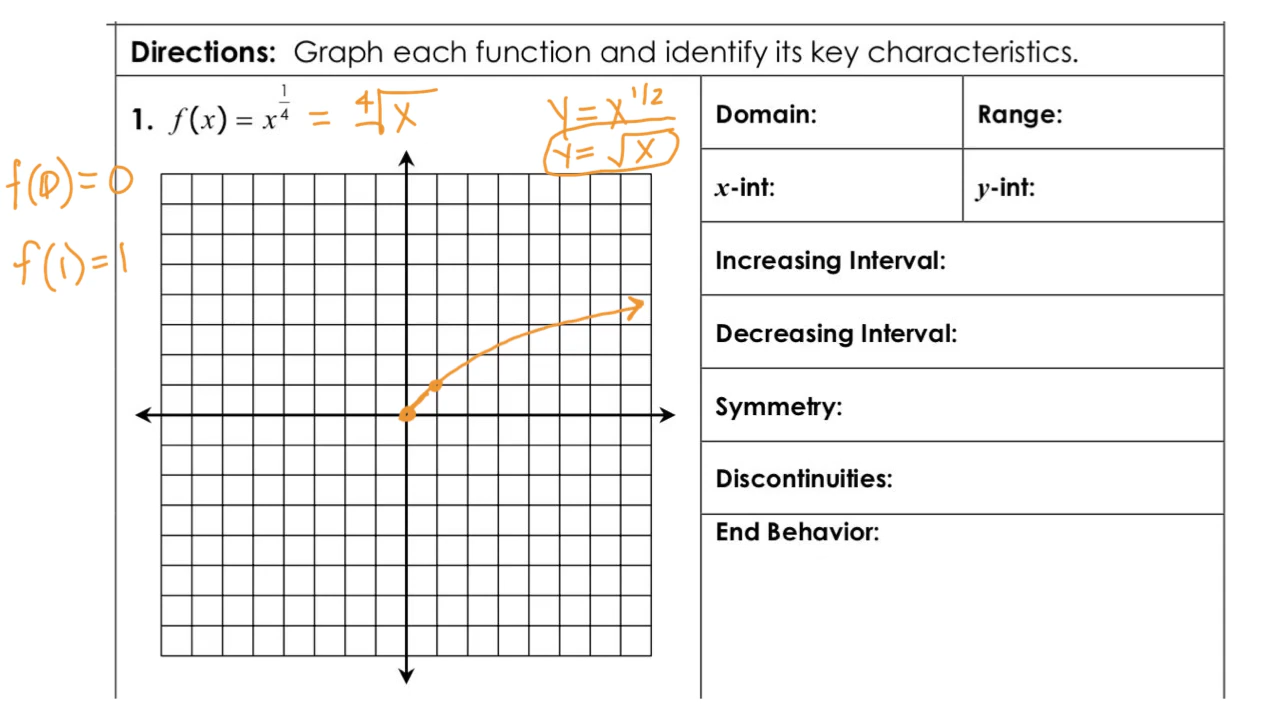 Directions: Graph each function and identify its key characteristics.
1. f(x) = x^{1/4} = ∜x
y = x^{1/2}
y = √x
f(0) = 0
f(1) = 1
Domain:
Range:
x-int:
y-int:
Increasing Interval:
Decreasing Interval:
Symmetry:
Discontinuities:
End Behavior: